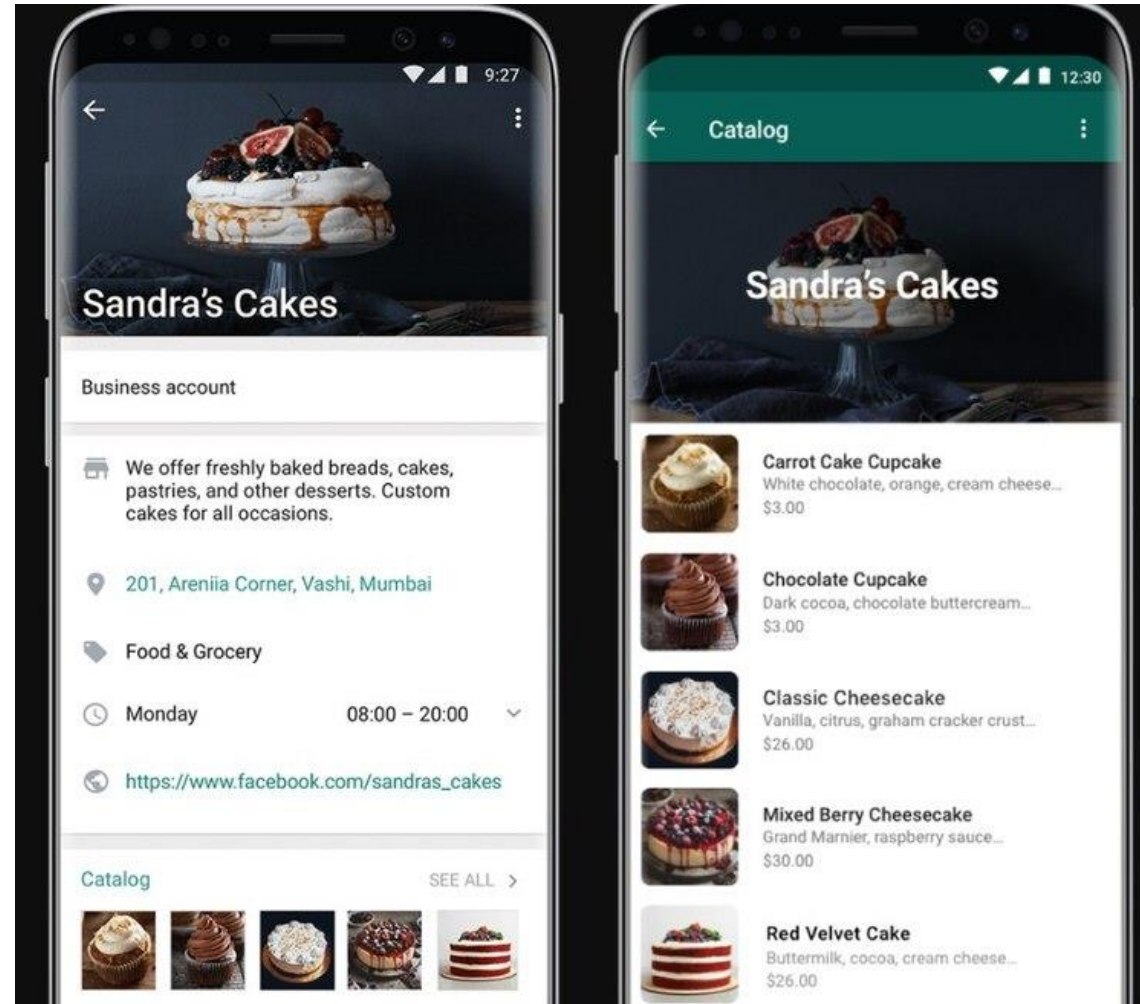 9:27
Sandra's Cakes
Business account
We offer freshly baked breads, cakes,
pastries, and other desserts. Custom
cakes for all occasions.
201, Areniia Corner, Vashi, Mumbai
Food & Grocery
Monday 08:00 – 20:00
https://www.facebook.com/sandras_cakes
Catalog SEE ALL
12:30
Catalog
Sandra's Cakes
Carrot Cake Cupcake
White chocolate, orange, cream cheese...
$3.00
Chocolate Cupcake
Dark cocoa, chocolate buttercream...
$3.00
Classic Cheesecake
Vanilla, citrus, graham cracker crust...
$26.00
Mixed Berry Cheesecake
Grand Marnier, raspberry sauce...
$30.00
Red Velvet Cake
Buttermilk, cocoa, cream cheese...
$26.00